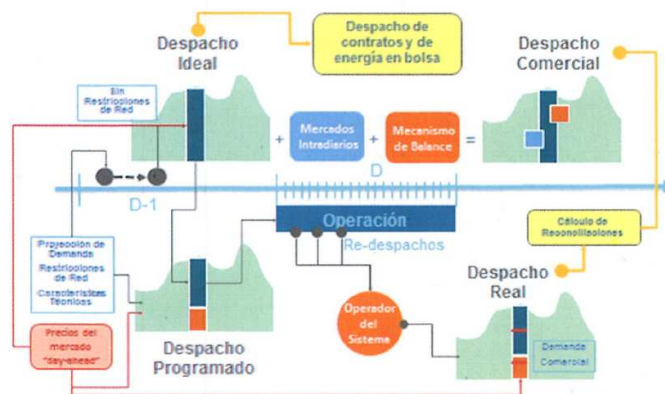 Despacho
Ideal
Despacho de
contratos y de
energía en bolsa
Despacho
Comercial
Sin
Restricciones
de Red
+
Mercados
Intradiarios
+
Mecanismo
de Balance
=
D-1
D
Operación
Re-despachos
Proyección de
Demanda
Restricciones
de Red
Características
Técnicas
Cálculo de
Reconciliaciones
Despacho
Real
Operador
del
Sistema
Precios del
mercado
"day-ahead"
Despacho
Programado
Demanda
Comercial